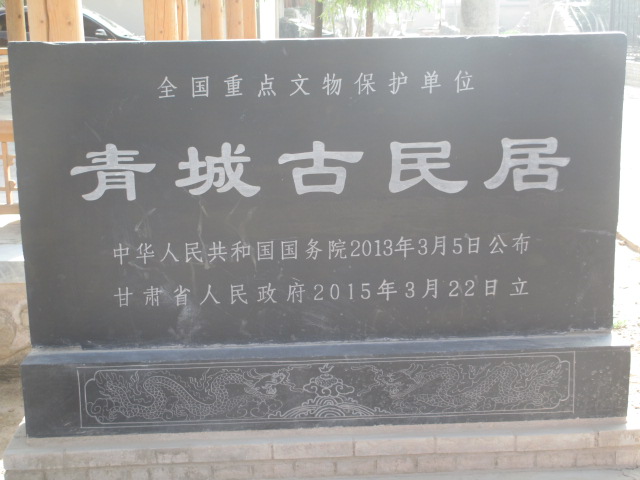 全国重点文物保护单位
青城古民居
中华人民共和国国务院2013年3月5日公布
甘肃省人民政府2015年3月22日立